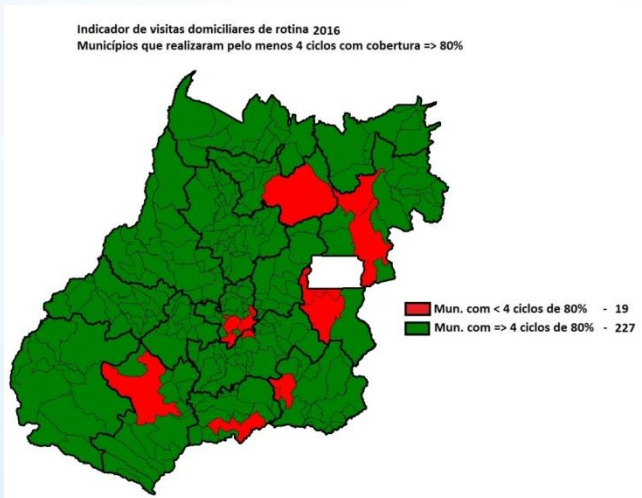 Indicador de visitas domiciliares de rotina 2016
Municípios que realizaram pelo menos 4 ciclos com cobertura => 80%
Mun. com < 4 ciclos de 80% - 19
Mun. com => 4 ciclos de 80% - 227